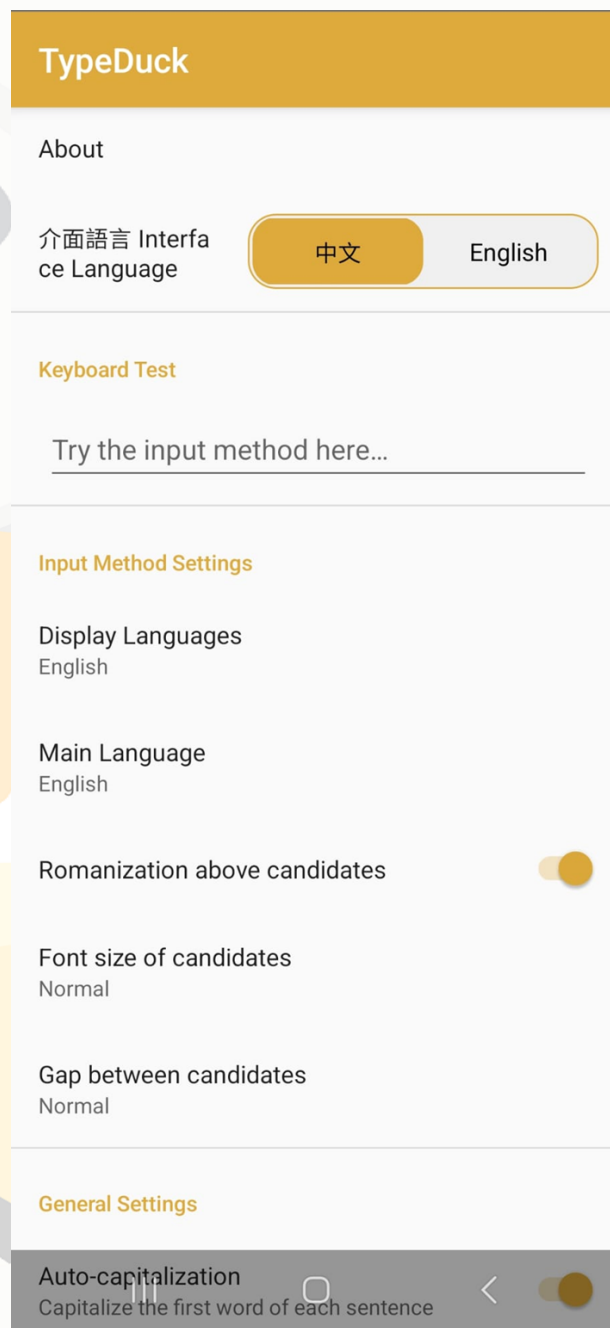 TypeDuck
About
介面語言 Interfa
ce Language
中文
English
Keyboard Test
Try the input method here...
Input Method Settings
Display Languages
English
Main Language
English
Romanization above candidates
Font size of candidates
Normal
Gap between candidates
Normal
General Settings
Auto-capitalization
Capitalize the first word of each sentence